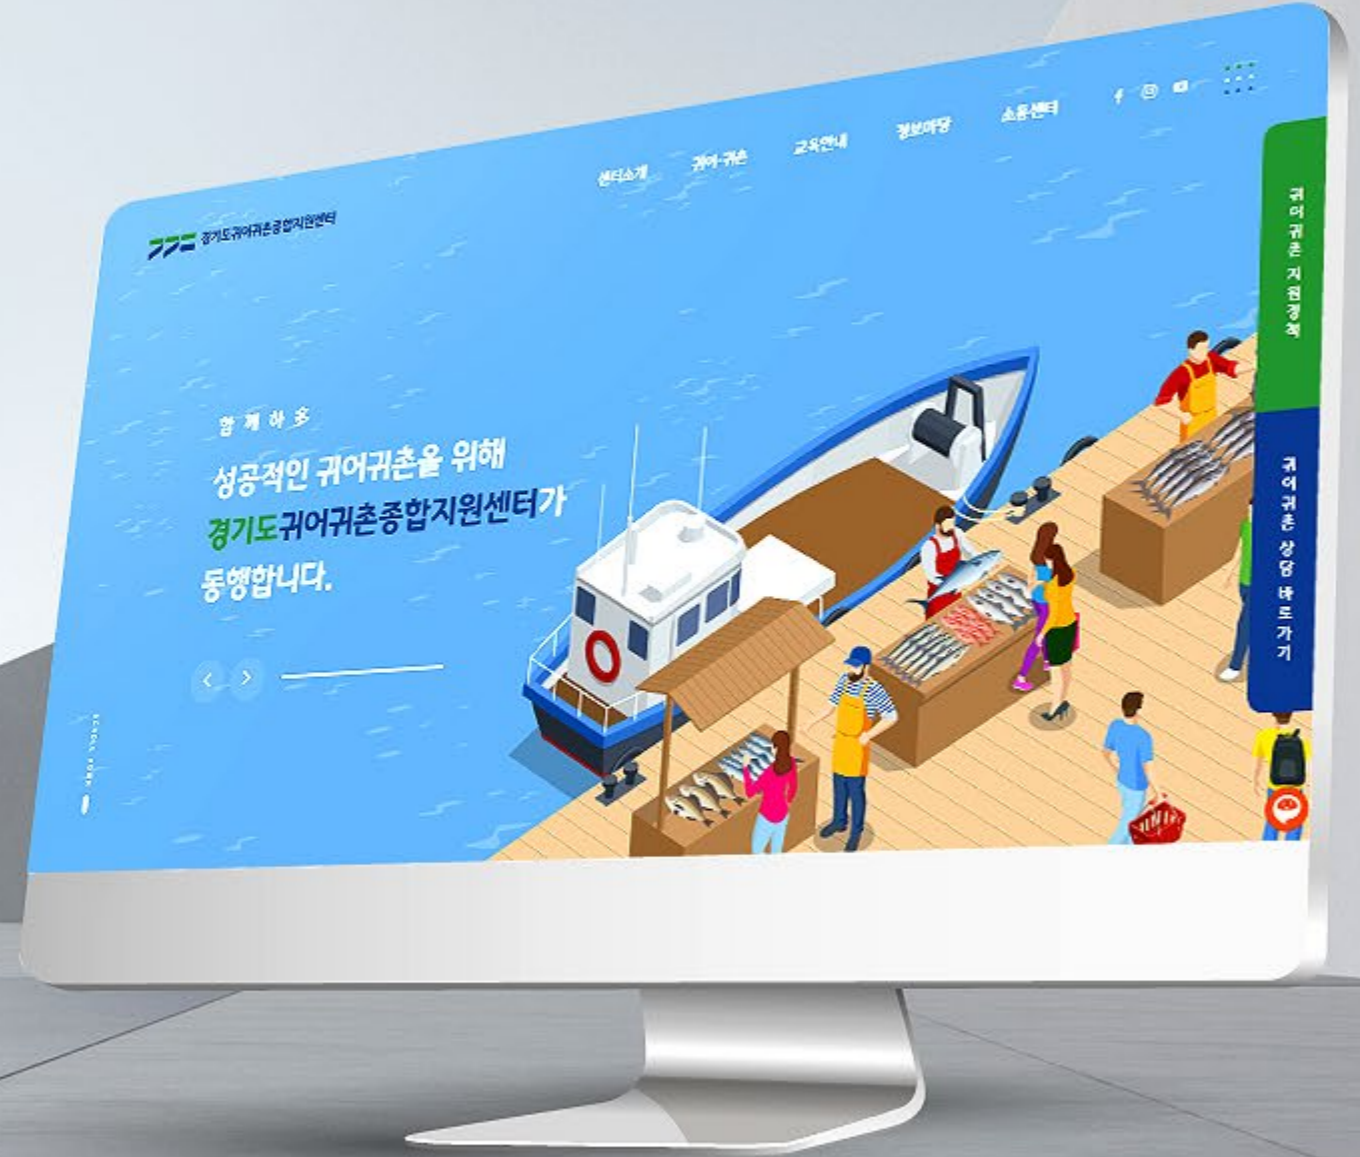 경기도귀어귀촌종합지원센터
센터소개 귀어·귀촌 교육안내 정보마당 소통센터
함께하多
성공적인 귀어귀촌을 위해
경기도귀어귀촌종합지원센터가
동행합니다.
귀어귀촌 지원정책
귀어귀촌 상담 바로가기